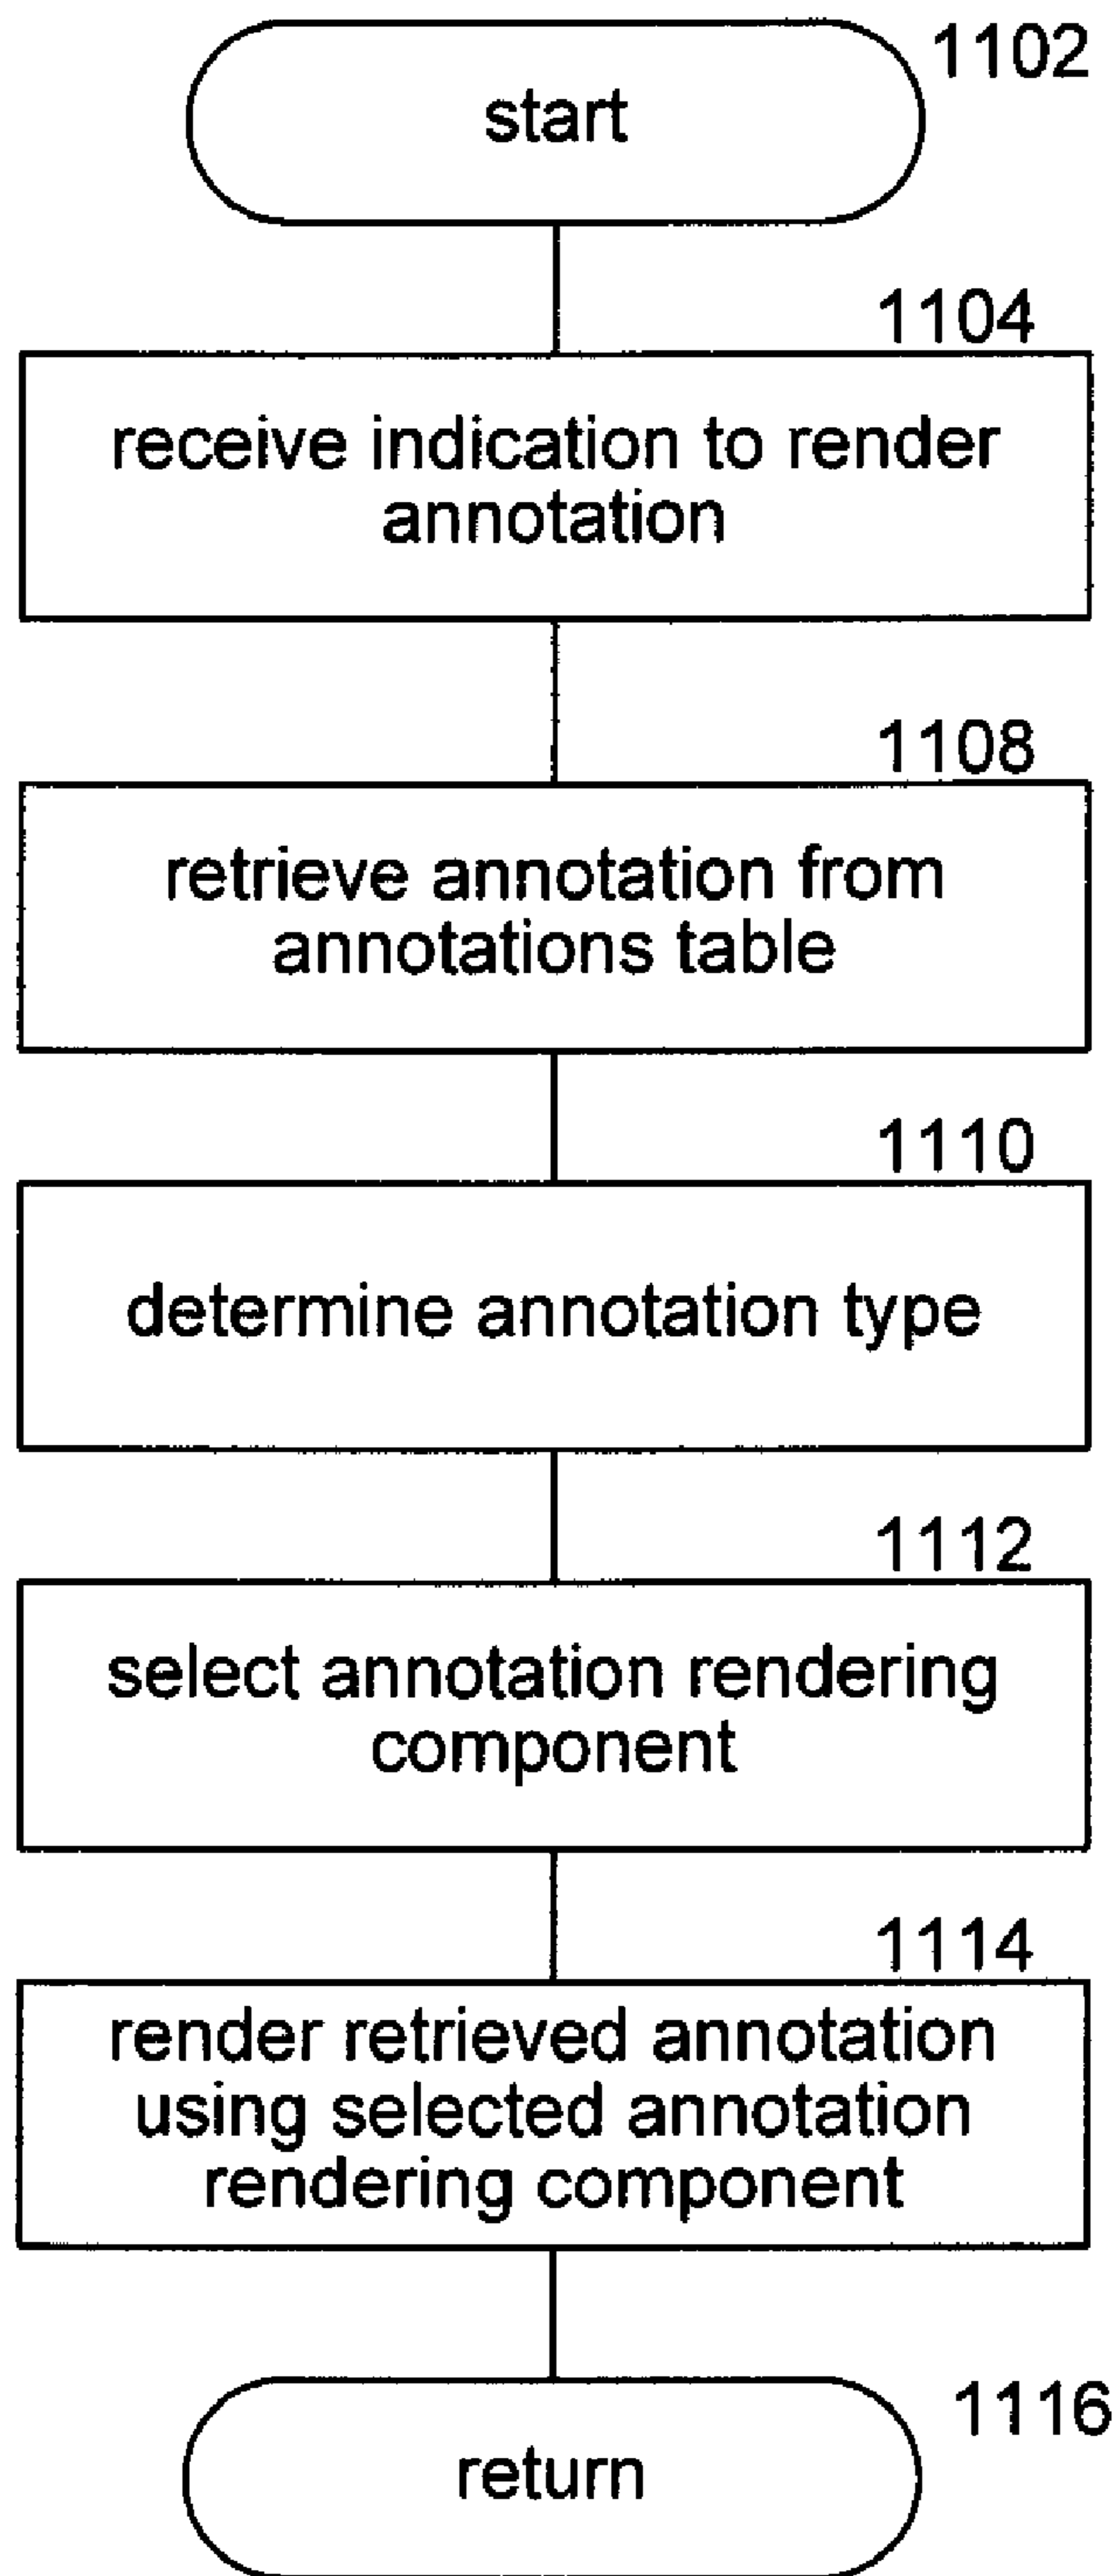 1102
start
1104
receive indication to render
annotation
1108
retrieve annotation from
annotations table
1110
determine annotation type
1112
select annotation rendering
component
1114
render retrieved annotation
using selected annotation
rendering component
1116
return